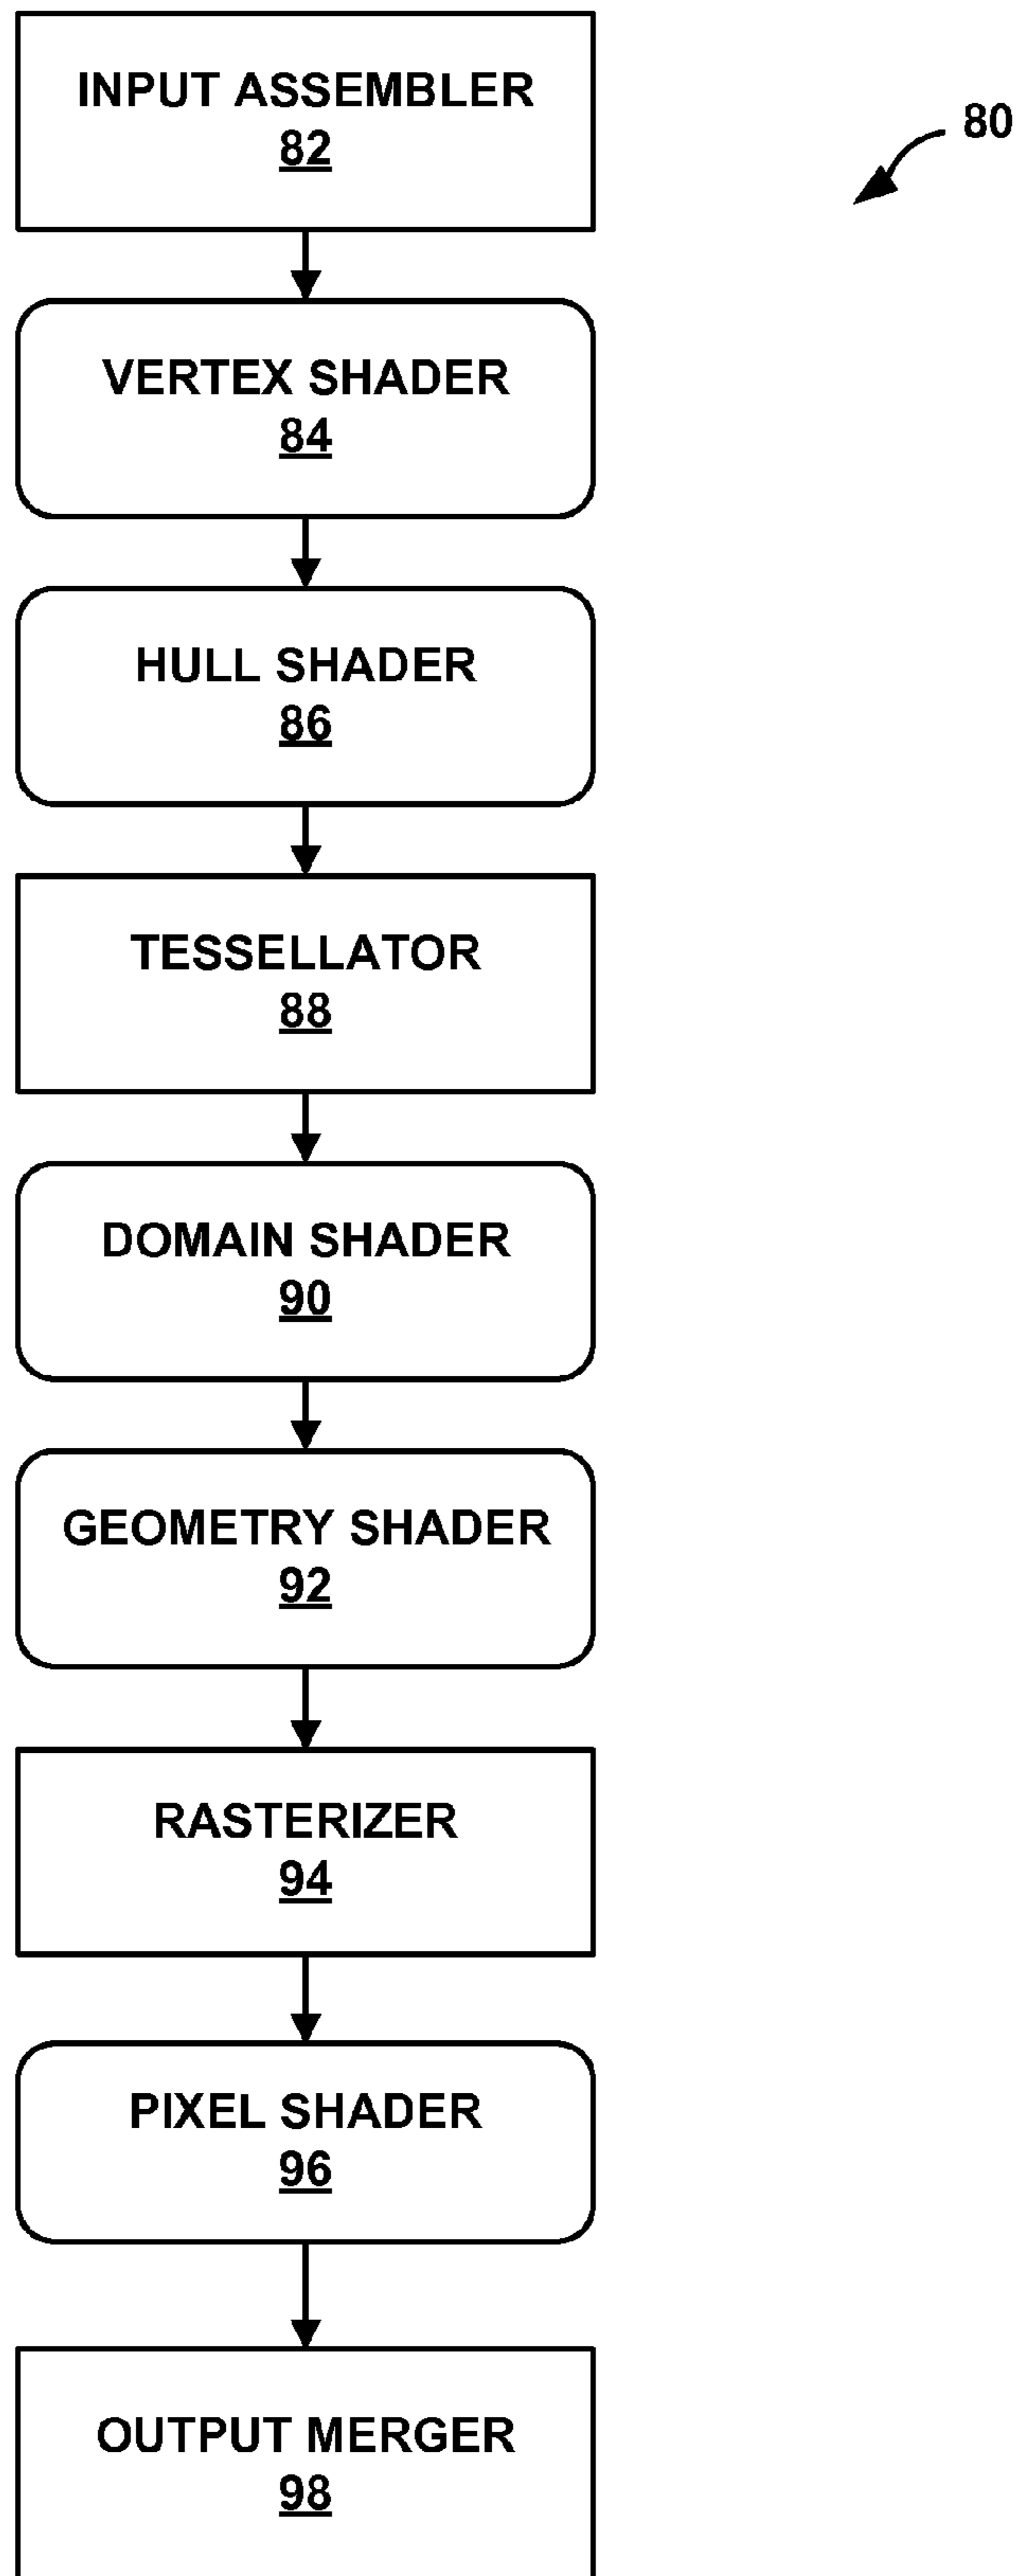 INPUT ASSEMBLER
82
80
VERTEX SHADER
84
HULL SHADER
86
TESSELLATOR
88
DOMAIN SHADER
90
GEOMETRY SHADER
92
RASTERIZER
94
PIXEL SHADER
96
OUTPUT MERGER
98